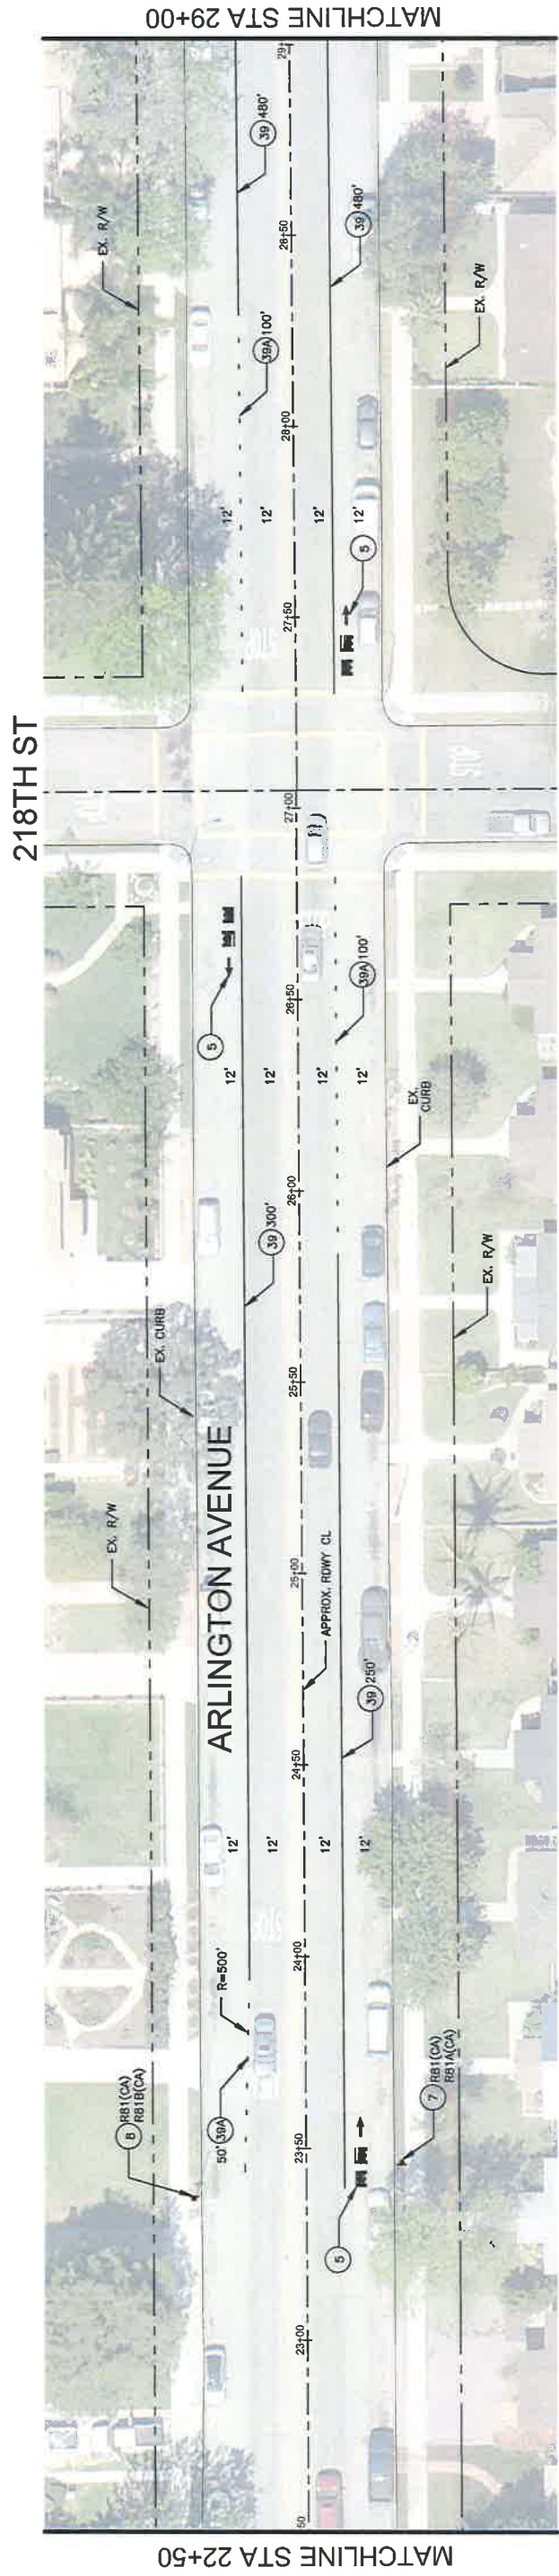 MATCHLINE STA 29+00
29+
39 480'
EX. R/W
28+50
39 480'
39A 100'
EX. R/W
28+00
12'
12'
12'
12'
5
27+50
STOP
218TH ST
27+00
STOP
5
26+50
39A 100'
12'
12'
12'
12'
EX.
CURB
26+00
39 300'
EX. R/W
EX. CURB
25+50
ARLINGTON AVENUE
EX. R/W
25+00
APPROX. RDWY CL
39 250'
24+50
12'
12'
12'
12'
STOP
24+00
R=500'
50' 39A
8 R81(CA)
R81B(CA)
7 R81(CA)
R81A(CA)
23+50
5
23+00
50
MATCHLINE STA 22+50